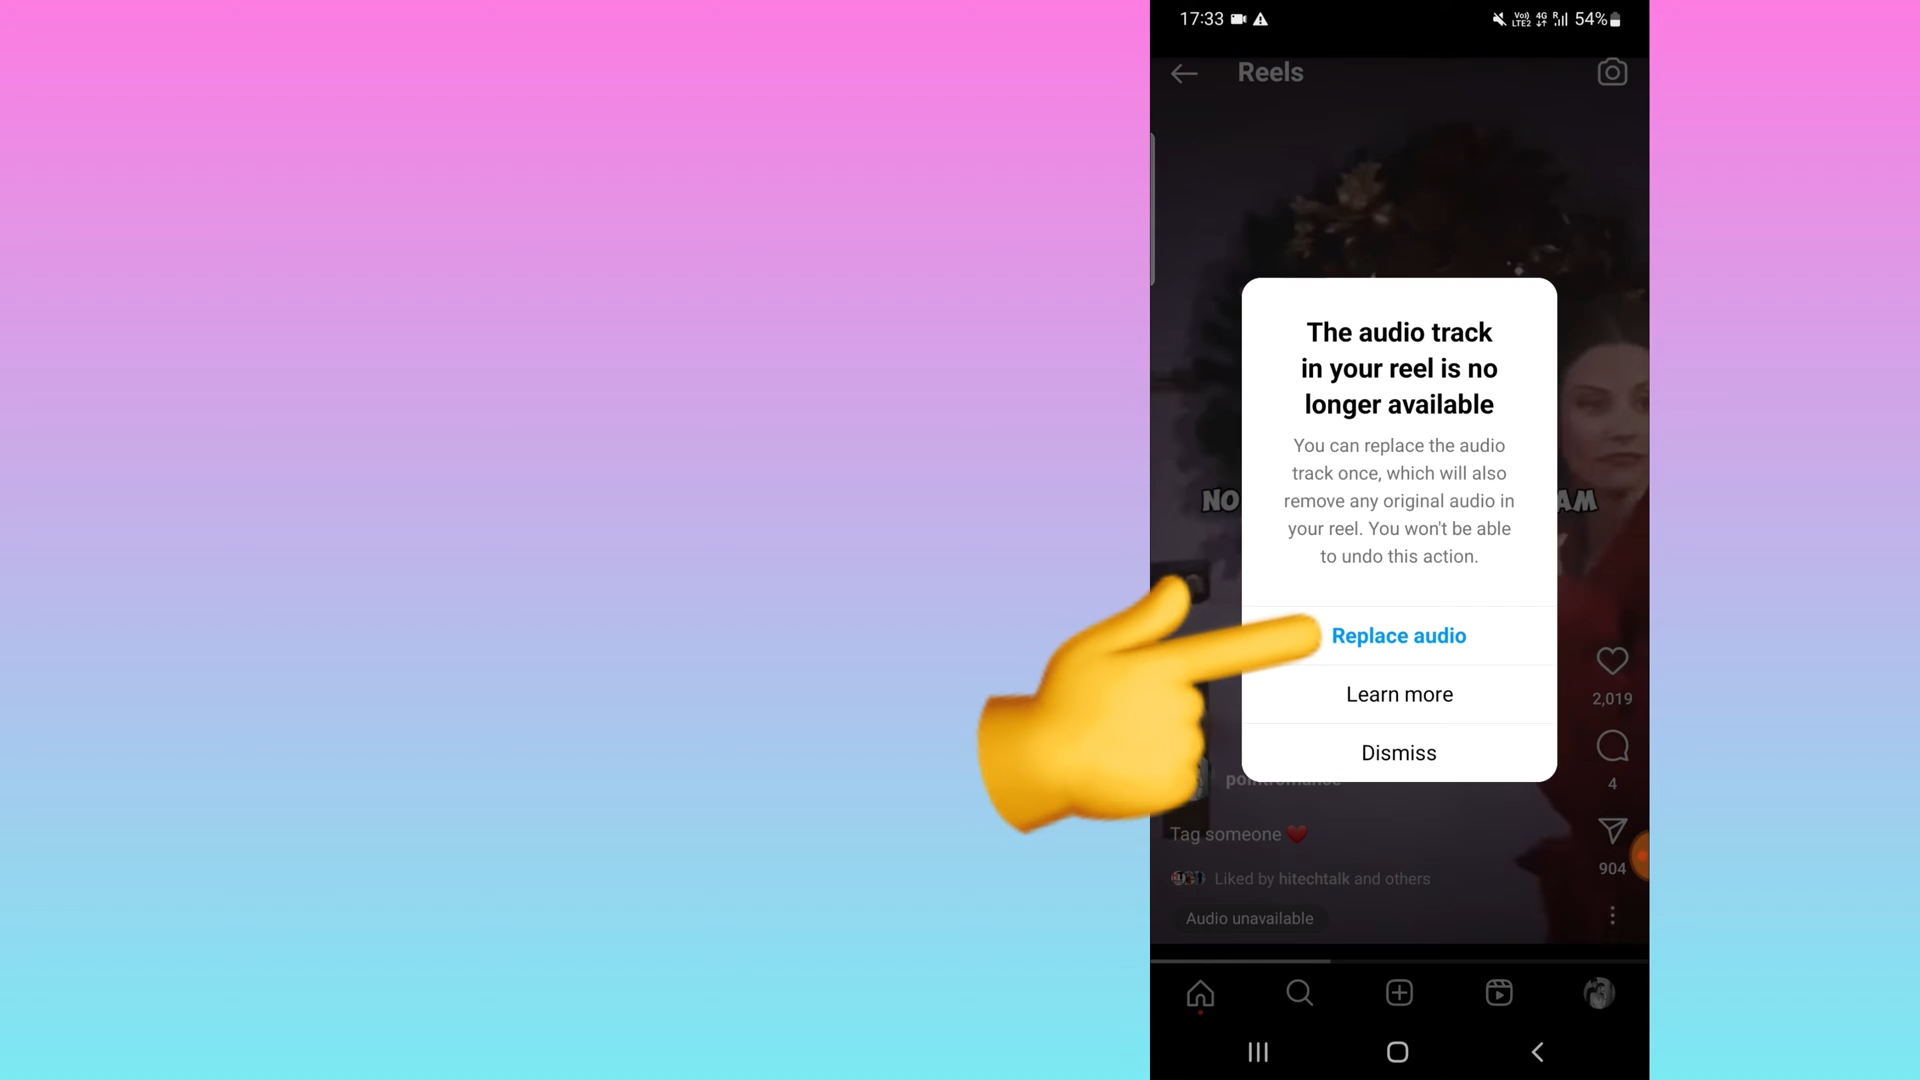 17:33
Vo) LTE2 4G R 54%
Reels
The audio track
in your reel is no
longer available
You can replace the audio
track once, which will also
remove any original audio in
your reel. You won't be able
to undo this action.
NO
AM
Replace audio
Learn more
Dismiss
2,019
4
Tag someone ❤️
904
Liked by hitechtalk and others
Audio unavailable